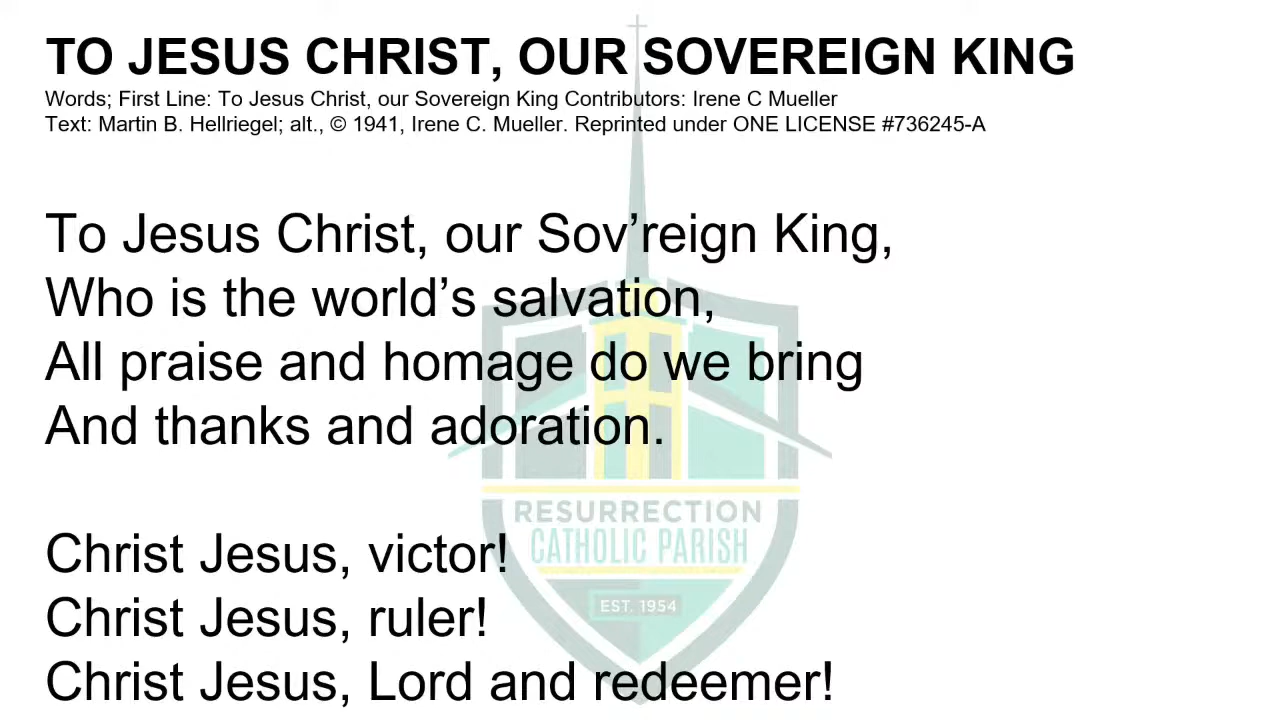 TO JESUS CHRIST, OUR SOVEREIGN KING
Words; First Line: To Jesus Christ, our Sovereign King Contributors: Irene C Mueller
Text: Martin B. Hellriegel; alt., © 1941, Irene C. Mueller. Reprinted under ONE LICENSE #736245-A
To Jesus Christ, our Sov’reign King,
Who is the world’s salvation,
All praise and homage do we bring
And thanks and adoration.
RESURRECTION
CATHOLIC PARISH
Christ Jesus, victor!
EST. 1954
Christ Jesus, ruler!
Christ Jesus, Lord and redeemer!